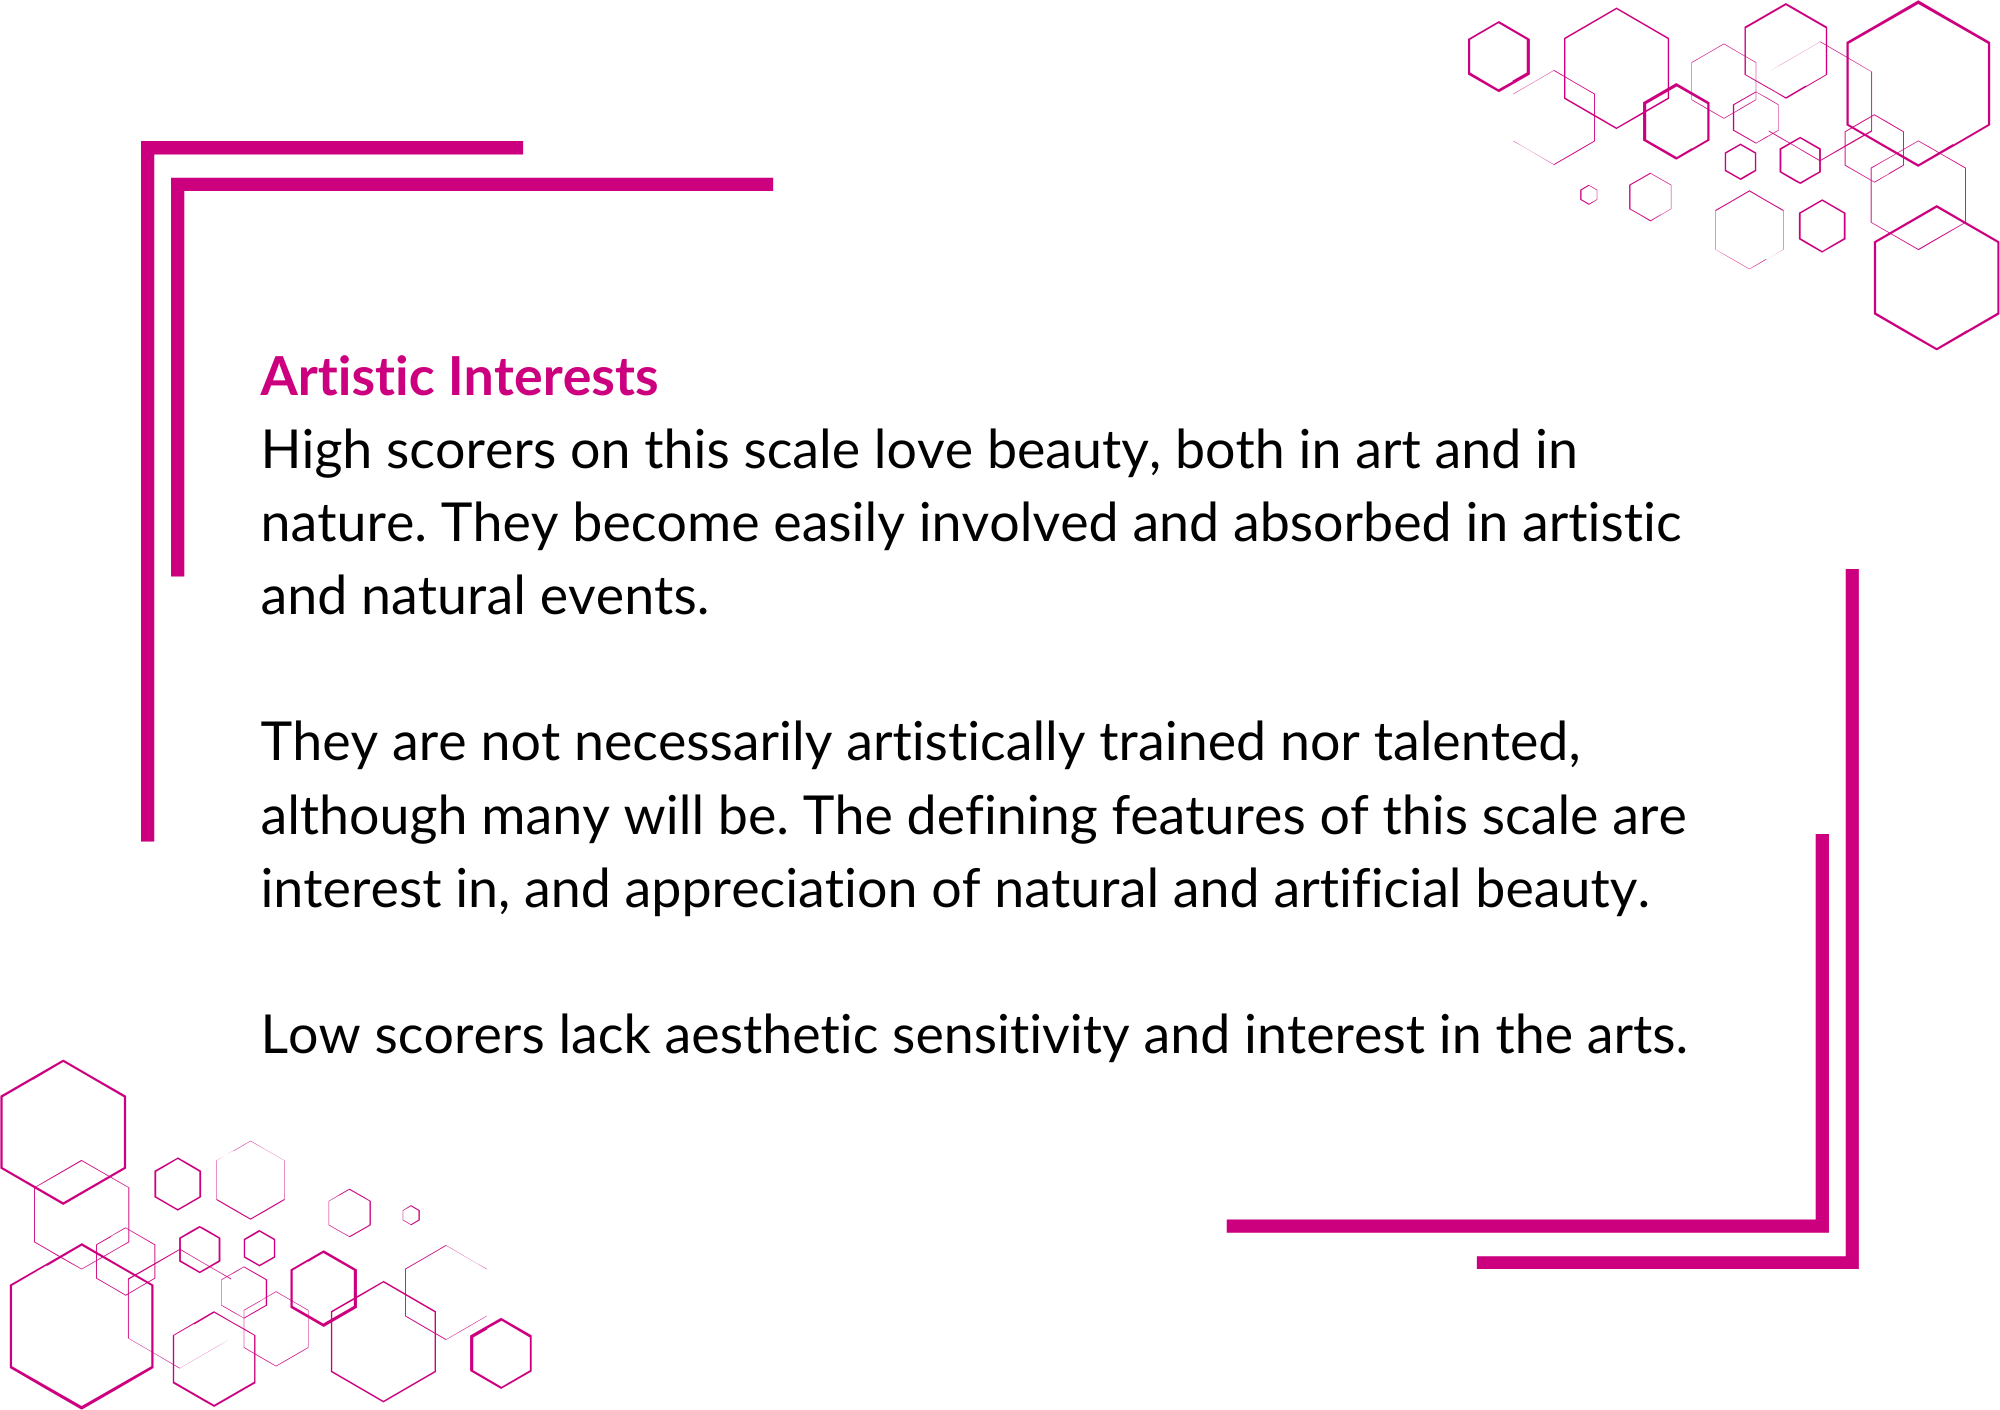 Artistic Interests
High scorers on this scale love beauty, both in art and in
nature. They become easily involved and absorbed in artistic
and natural events.
They are not necessarily artistically trained nor talented,
although many will be. The defining features of this scale are
interest in, and appreciation of natural and artificial beauty.
Low scorers lack aesthetic sensitivity and interest in the arts.